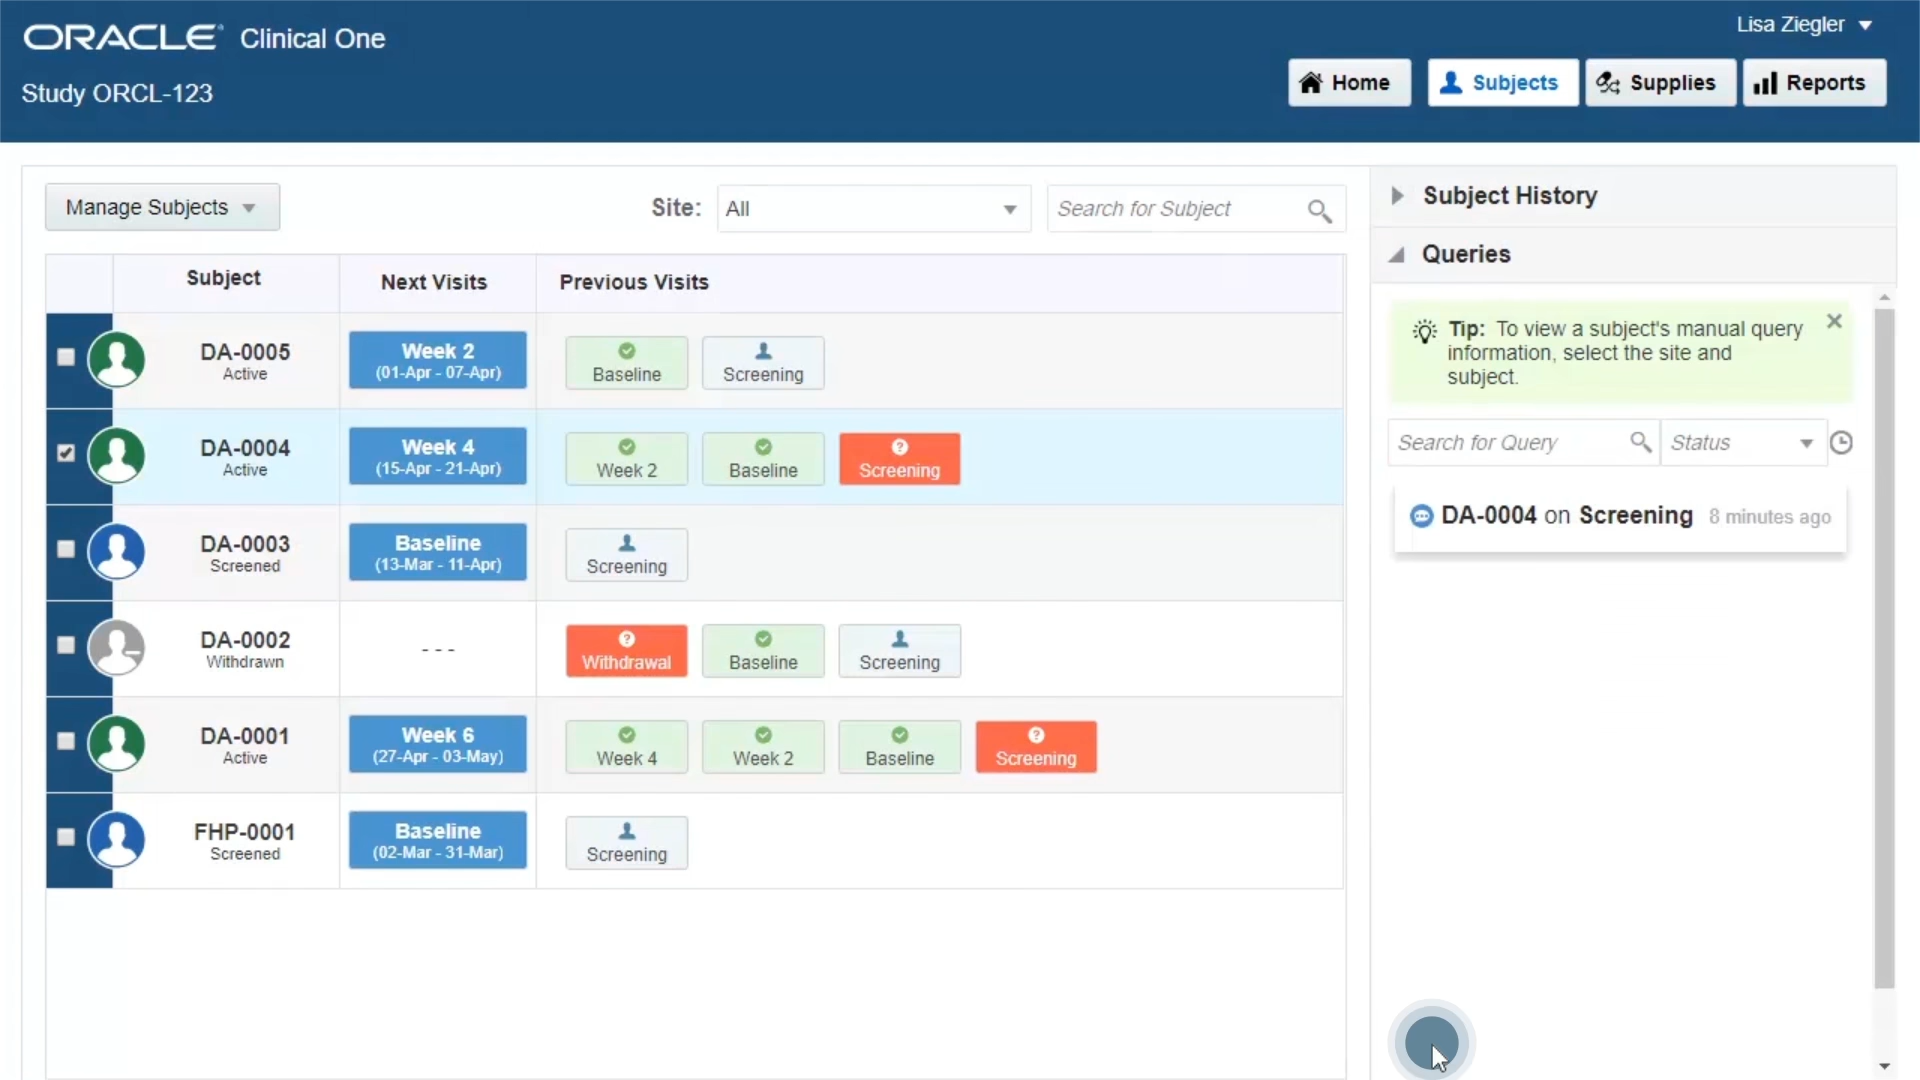 ORACLE Clinical One
Lisa Ziegler
Study ORCL-123
Home
Subjects
Supplies
Reports
Manage Subjects
Site:
All
Search for Subject
Subject
Next Visits
Previous Visits
DA-0005
Active
Week 2
(01-Apr - 07-Apr)
Baseline
Screening
DA-0004
Active
Week 4
(15-Apr - 21-Apr)
Week 2
Baseline
Screening
DA-0003
Screened
Baseline
(13-Mar - 11-Apr)
Screening
DA-0002
Withdrawn
- - -
Withdrawal
Baseline
Screening
DA-0001
Active
Week 6
(27-Apr - 03-May)
Week 4
Week 2
Baseline
Screening
FHP-0001
Screened
Baseline
(02-Mar - 31-Mar)
Screening
Subject History
Queries
Tip: To view a subject's manual query
information, select the site and
subject.
Search for Query
Status
DA-0004 on Screening 8 minutes ago